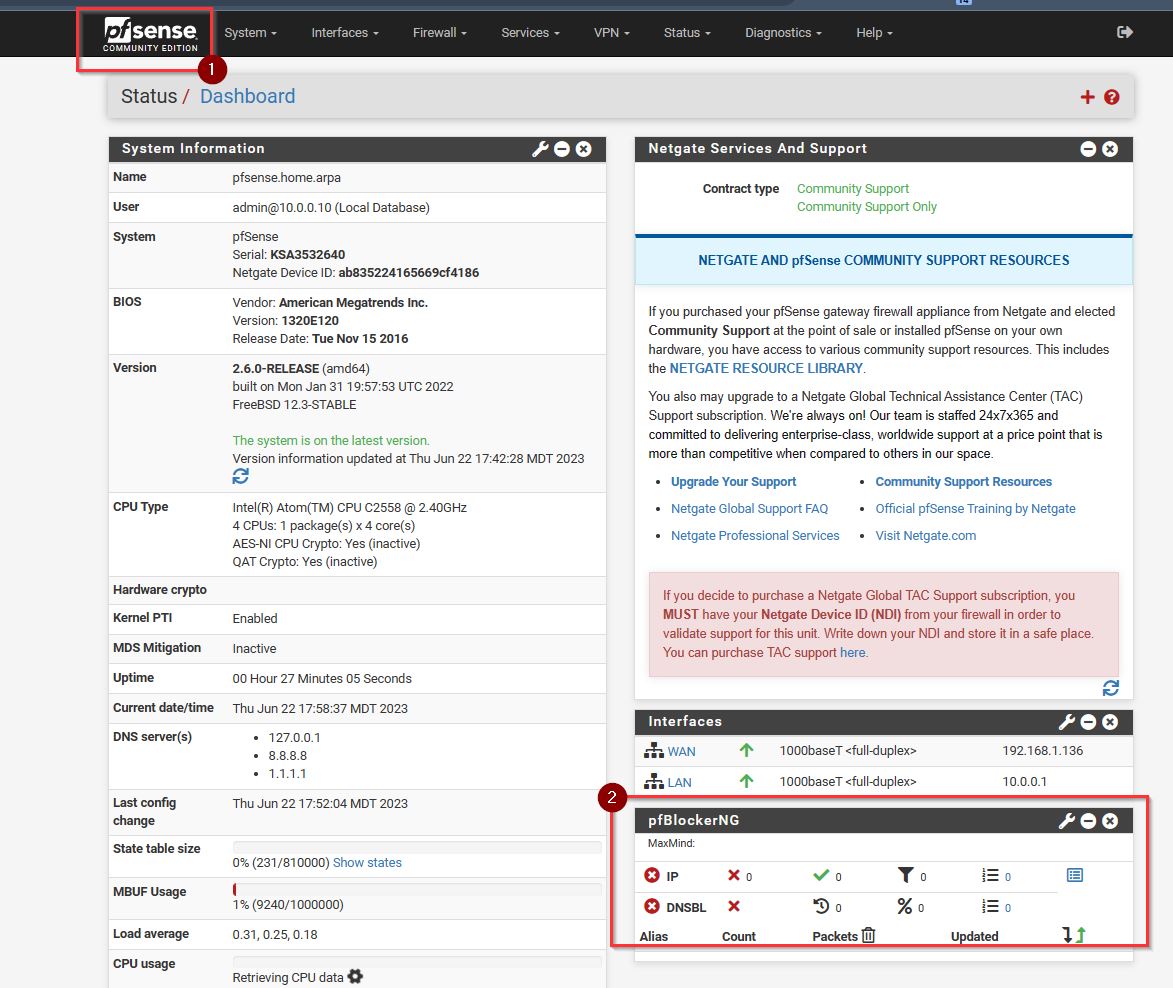 14
pfsense
COMMUNITY EDITION
System Interfaces Firewall Services VPN Status Diagnostics Help
1
Status / Dashboard
System Information
Name pfsense.home.arpa
User admin@10.0.0.10 (Local Database)
System pfSense
Serial: KSA3532640
Netgate Device ID: ab835224165669cf4186
BIOS Vendor: American Megatrends Inc.
Version: 1320E120
Release Date: Tue Nov 15 2016
Version 2.6.0-RELEASE (amd64)
built on Mon Jan 31 19:57:53 UTC 2022
FreeBSD 12.3-STABLE
The system is on the latest version.
Version information updated at Thu Jun 22 17:42:28 MDT 2023
CPU Type Intel(R) Atom(TM) CPU C2558 @ 2.40GHz
4 CPUs: 1 package(s) x 4 core(s)
AES-NI CPU Crypto: Yes (inactive)
QAT Crypto: Yes (inactive)
Hardware crypto
Kernel PTI Enabled
MDS Mitigation Inactive
Uptime 00 Hour 27 Minutes 05 Seconds
Current date/time Thu Jun 22 17:58:37 MDT 2023
DNS server(s) • 127.0.0.1
• 8.8.8.8
• 1.1.1.1
Last config change Thu Jun 22 17:52:04 MDT 2023
State table size
0% (231/810000) Show states
MBUF Usage
1% (9240/1000000)
Load average 0.31, 0.25, 0.18
CPU usage
Retrieving CPU data
Netgate Services And Support
Contract type Community Support
Community Support Only
NETGATE AND pfSense COMMUNITY SUPPORT RESOURCES
If you purchased your pfSense gateway firewall appliance from Netgate and elected
Community Support at the point of sale or installed pfSense on your own
hardware, you have access to various community support resources. This includes
the NETGATE RESOURCE LIBRARY.
You also may upgrade to a Netgate Global Technical Assistance Center (TAC)
Support subscription. We're always on! Our team is staffed 24x7x365 and
committed to delivering enterprise-class, worldwide support at a price point that is
more than competitive when compared to others in our space.
• Upgrade Your Support • Community Support Resources
• Netgate Global Support FAQ • Official pfSense Training by Netgate
• Netgate Professional Services • Visit Netgate.com
If you decide to purchase a Netgate Global TAC Support subscription, you
MUST have your Netgate Device ID (NDI) from your firewall in order to
validate support for this unit. Write down your NDI and store it in a safe place.
You can purchase TAC support here.
Interfaces
WAN 1000baseT <full-duplex> 192.168.1.136
LAN 1000baseT <full-duplex> 10.0.0.1
2
pfBlockerNG
MaxMind:
IP 0 0 0 0
DNSBL 0 0 0
Alias Count Packets Updated